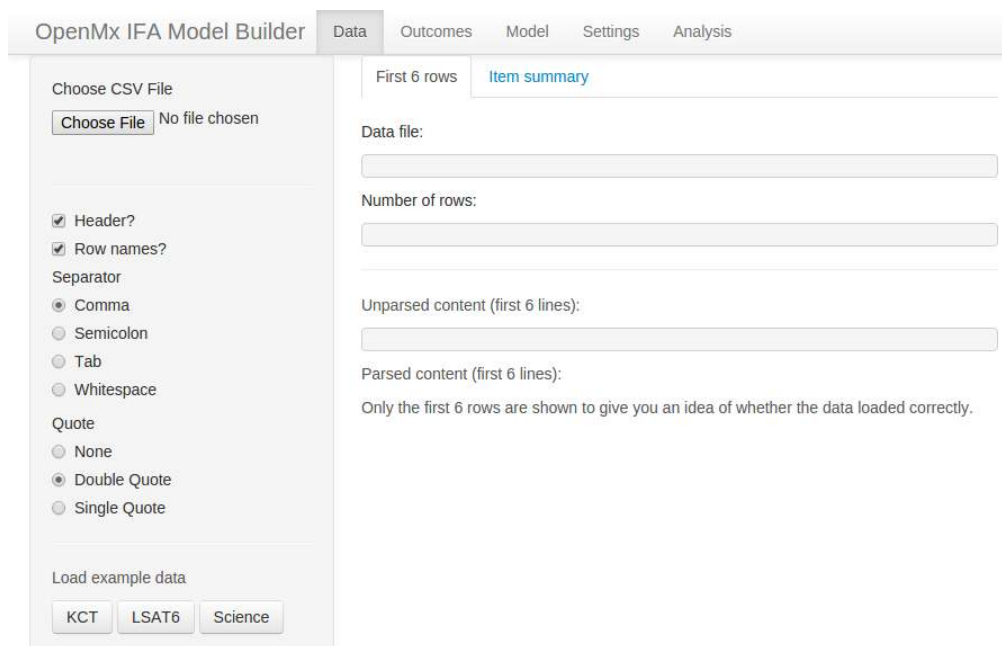 OpenMx IFA Model Builder Data Outcomes Model Settings Analysis
Choose CSV File
Choose File No file chosen
Header?
Row names?
Separator
Comma
Semicolon
Tab
Whitespace
Quote
None
Double Quote
Single Quote
Load example data
KCT LSAT6 Science
First 6 rows Item summary
Data file:
Number of rows:
Unparsed content (first 6 lines):
Parsed content (first 6 lines):
Only the first 6 rows are shown to give you an idea of whether the data loaded correctly.